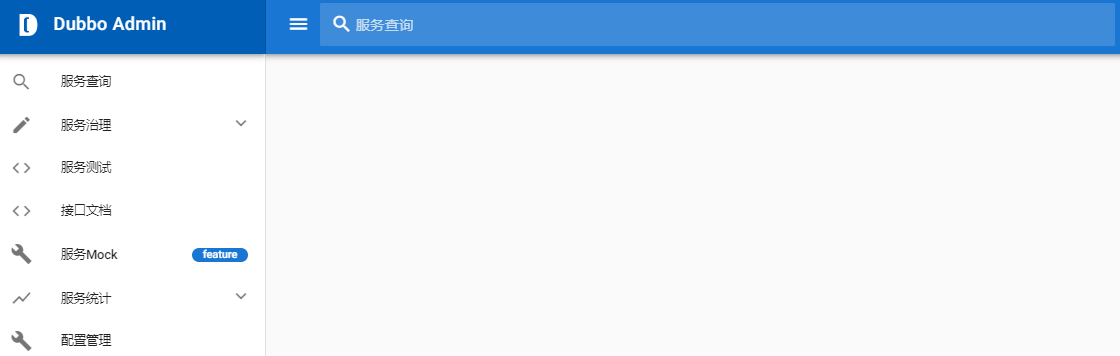 Dubbo Admin
服务查询
服务查询
服务治理
服务测试
接口文档
服务Mock feature
服务统计
配置管理